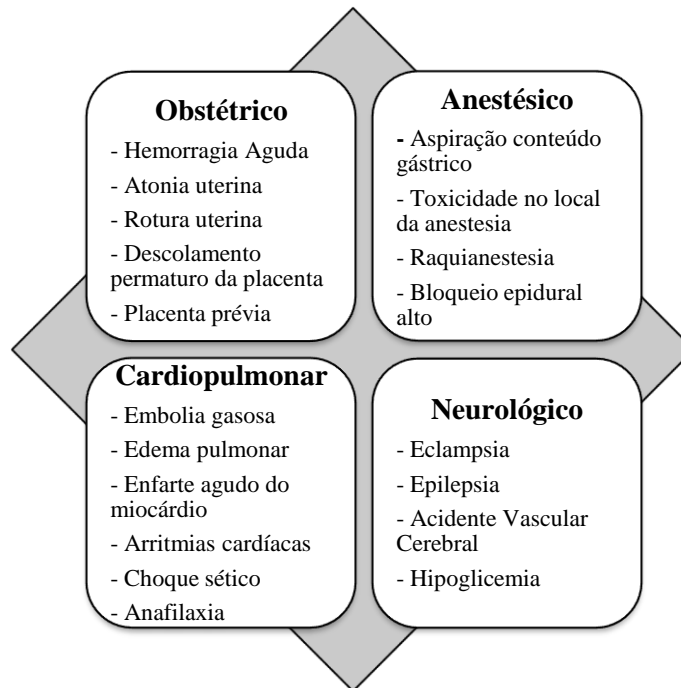 Obstétrico
- Hemorragia Aguda
- Atonia uterina
- Rotura uterina
- Descolamento
permaturo da placenta
- Placenta prévia
Anestésico
- Aspiração conteúdo
gástrico
- Toxicidade no local
da anestesia
- Raquianestesia
- Bloqueio epidural
alto
Cardiopulmonar
- Embolia gasosa
- Edema pulmonar
- Enfarte agudo do
miocárdio
- Arritmias cardíacas
- Choque sético
- Anafilaxia
Neurológico
- Eclampsia
- Epilepsia
- Acidente Vascular
Cerebral
- Hipoglicemia